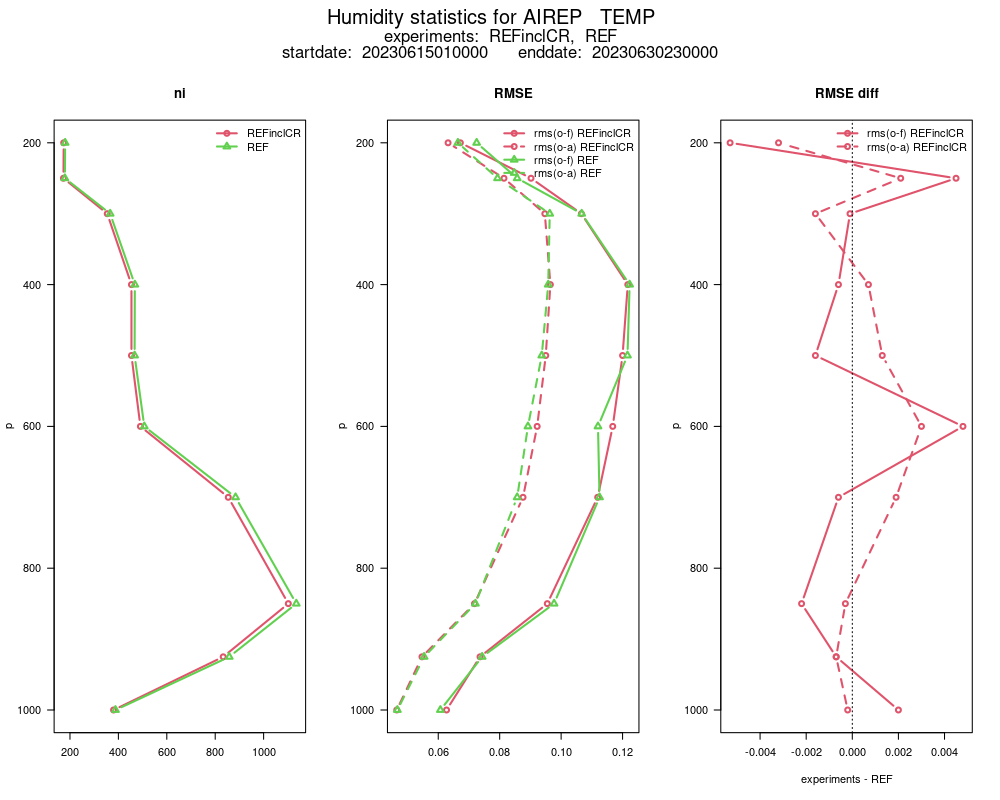 Humidity statistics for AIREP   TEMP
experiments:  REFinclCR,  REF
startdate:  20230615010000      enddate:  20230630230000
ni
REFinclCR
REF
200
400
600
800
1000
p
200
400
600
800
1000
RMSE
rms(o-f) REFinclCR
rms(o-a) REFinclCR
rms(o-f) REF
rms(o-a) REF
200
400
600
800
1000
p
0.06
0.08
0.10
0.12
RMSE diff
rms(o-f) REFinclCR
rms(o-a) REFinclCR
200
400
600
800
1000
p
-0.004
-0.002
0.000
0.002
0.004
experiments - REF